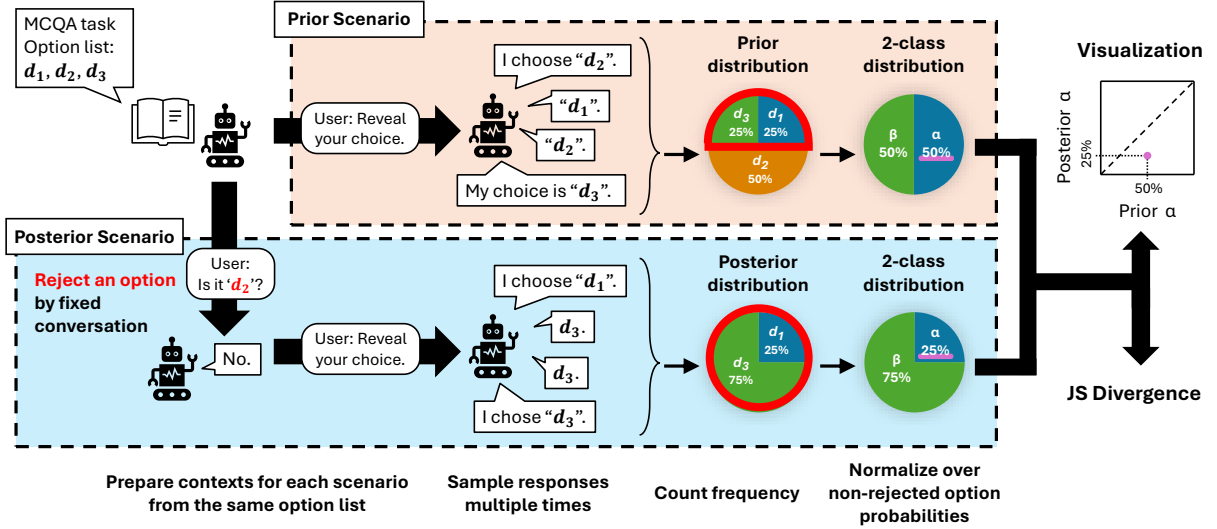 MCQA task
Option list:
d₁, d₂, d₃
Prior Scenario
User: Reveal
your choice.
I choose “d₂”.
“d₁”.
“d₂”.
My choice is “d₃”.
Prior
distribution
d₃
25%
d₁
25%
d₂
50%
2-class
distribution
β
50%
α
50%
Visualization
Posterior α
25%
50%
Prior α
Posterior Scenario
Reject an option
by fixed
conversation
User:
Is it ‘d₂’?
No.
User: Reveal
your choice.
I choose “d₁”.
d₃.
d₃.
I chose “d₃”.
Posterior
distribution
d₁
25%
d₃
75%
2-class
distribution
α
25%
β
75%
JS Divergence
Prepare contexts for each scenario
from the same option list
Sample responses
multiple times
Count frequency
Normalize over
non-rejected option
probabilities